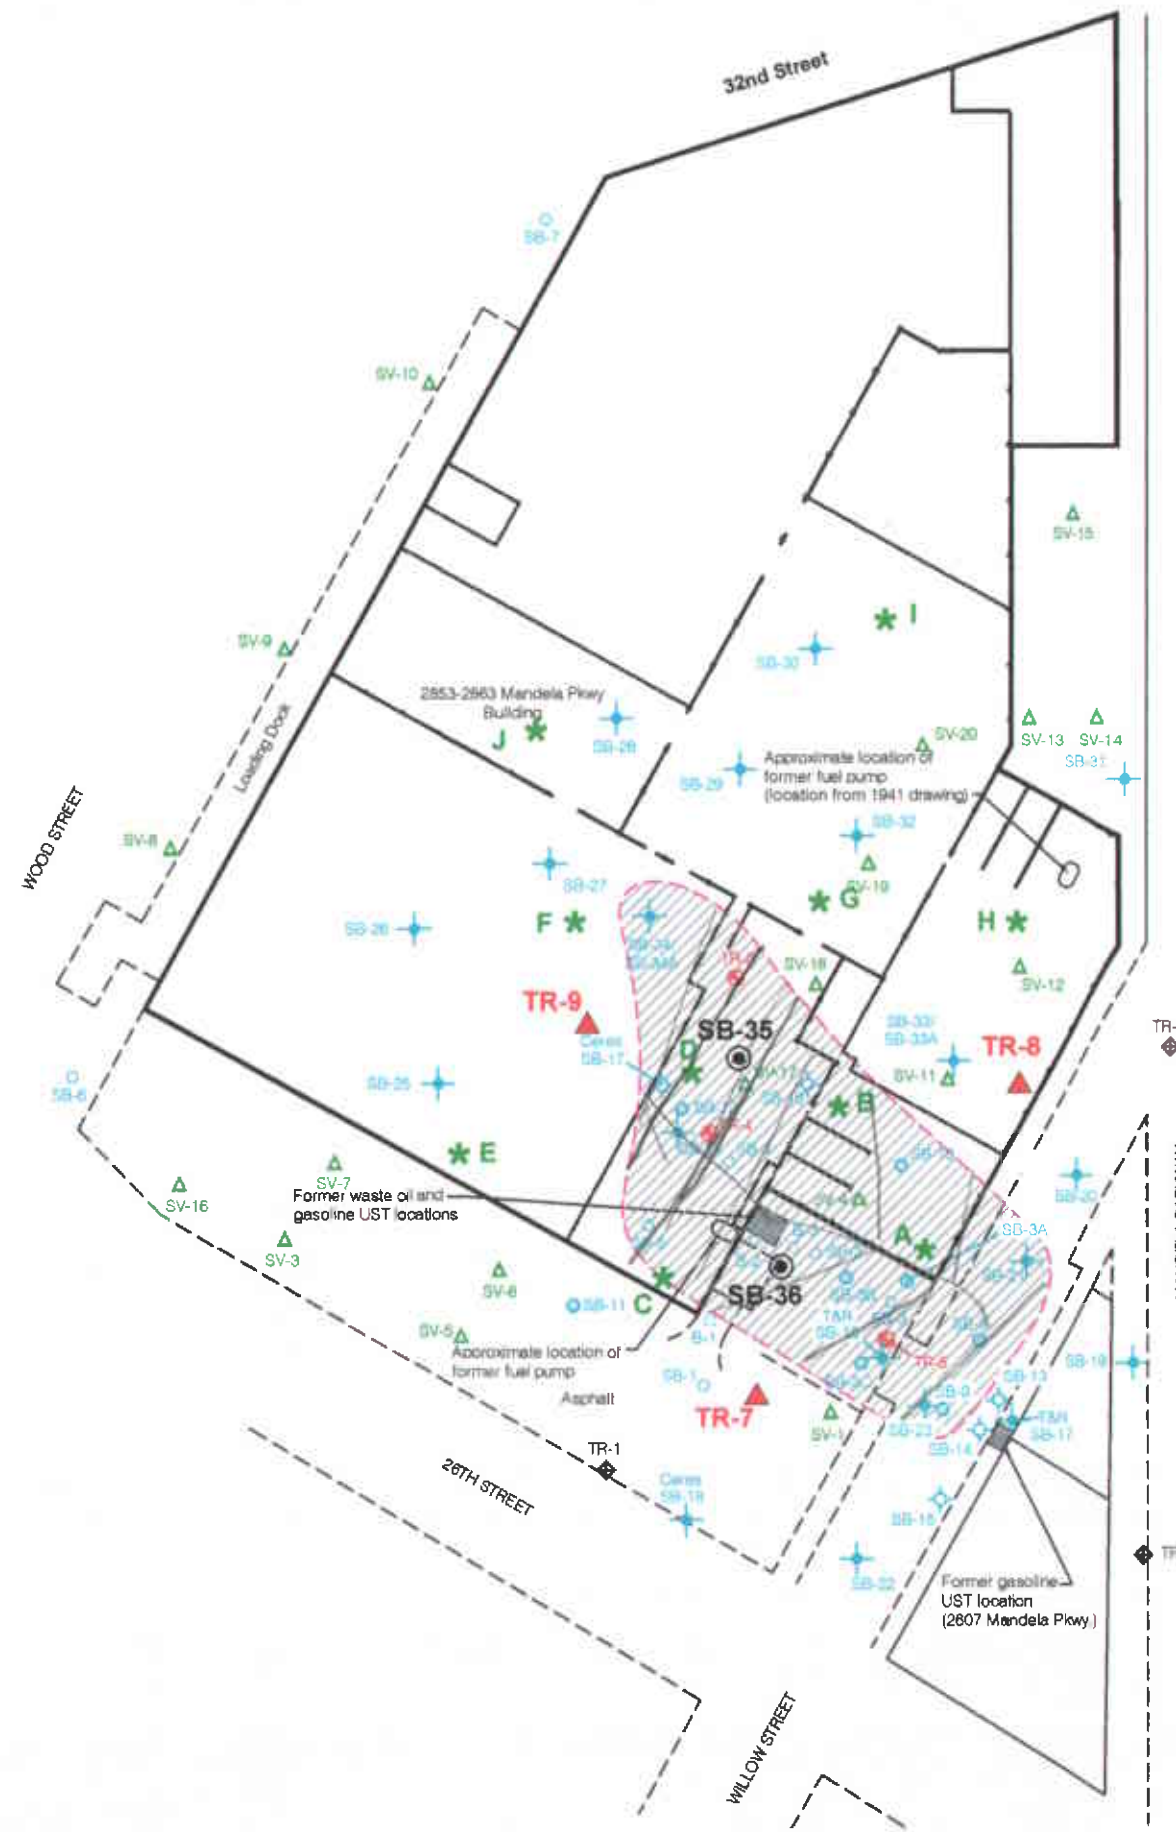 32nd Street
SB-7
SV-10
SV-15
I
SV-9
SB-30
2853-2863 Mandela Pkwy
Building
J
SB-28
SV-20
SV-13
SV-14
Loading Dock
SB-29
Approximate location of
former fuel pump
(location from 1941 drawing)
WOOD STREET
SV-8
SB-32
SB-27
SV-19
G
F
H
SB-26
SV-18
SV-12
TR-9
SB-35
SB-33/
SB-33A
TR-8
Ceres
SB-17
D
SV-11
SB-6
SB-25
B
E
SV-7
SV-16
Former waste oil and
gasoline UST locations
SB-20
SB-3A
SV-3
A
SV-6
SB-36
SB-11
C
T&R
SV-5
B-1
Approximate location of
former fuel pump
TR-5
SB-19
SB-1
SB-13
Asphalt
TR-7
SV-1
SB-23
T&R
SB-17
SB-14
TR-1
26TH STREET
Ceres
SB-18
SB-15
SB-22
Former gasoline
UST location
(2607 Mandela Pkwy.)
WILLOW STREET